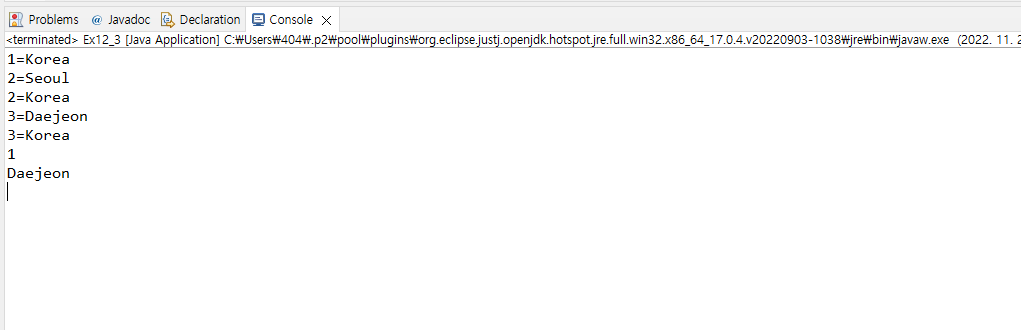 Problems @ Javadoc Declaration Console
<terminated> Ex12_3 [Java Application] C:₩Users₩404₩.p2₩pool₩plugins₩org.eclipse.justj.openjdk.hotspot.jre.full.win32.x86_64_17.0.4.v20220903-1038₩jre₩bin₩javaw.exe (2022. 11. 2
1=Korea
2=Seoul
2=Korea
3=Daejeon
3=Korea
1
Daejeon